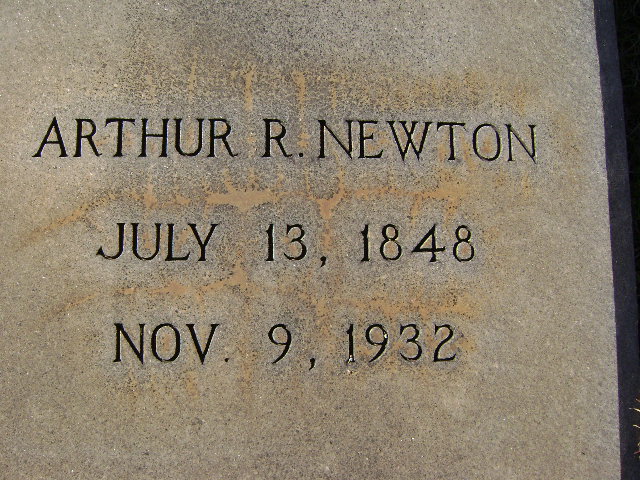 ARTHUR R. NEWTON
JULY 13, 1848
NOV. 9, 1932